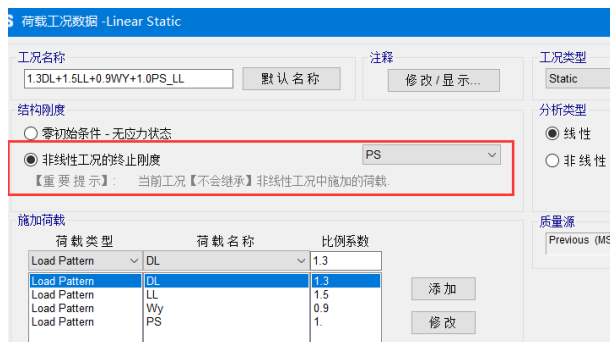 S 荷载工况数据 -Linear Static
工况名称
注释
工况类型
1.3DL+1.5LL+0.9WY+1.0PS_LL
默认名称
修改/显示...
Static
结构刚度
分析类型
零初始条件 - 无应力状态
线性
非线性工况的终止刚度
PS
非线性
【重要提示】: 当前工况【不会继承】非线性工况中施加的荷载.
施加荷载
质量源
荷载类型 荷载名称 比例系数
Previous (MS
Load Pattern DL 1.3
Load Pattern DL 1.3
添加
Load Pattern LL 1.5
Load Pattern Wy 0.9
Load Pattern PS 1.
修改